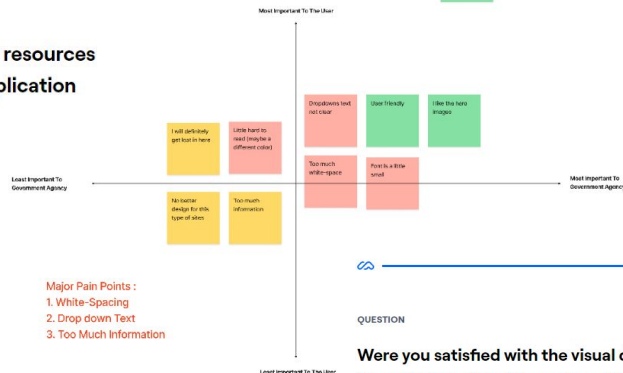 Most Important To The User
resources
plication
Dropdowns text
not clear
User friendly
I like the hero
images
I will definitely
get lost in here
Little hard to
read (maybe a
different color)
Too much
white-space
Font is a little
small
Least Important To
Government Agency
Most Important To
Government Agency
No better
design for this
type of sites
Too much
information
Major Pain Points :
1. White-Spacing
2. Drop down Text
3. Too Much Information
QUESTION
Were you satisfied with the visual
Least Important To The User